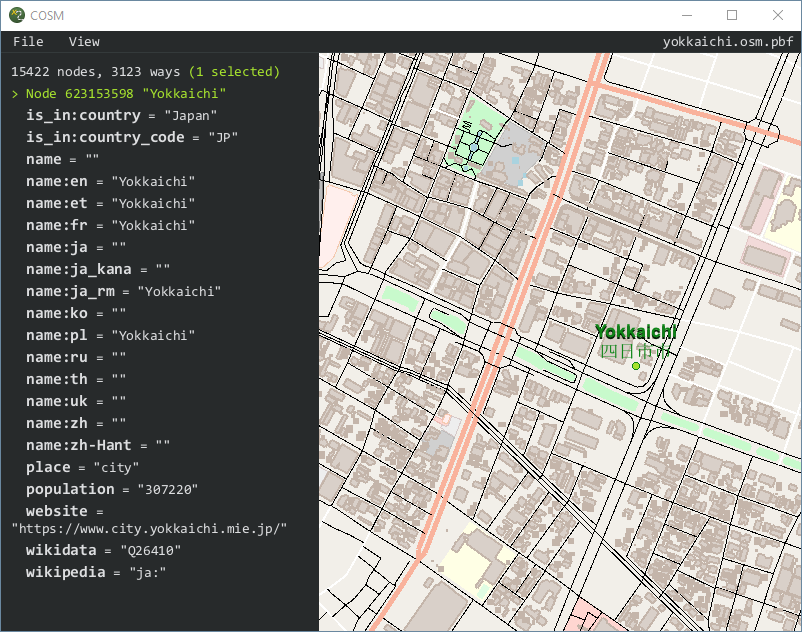 COSM
File View yokkaichi.osm.pbf
15422 nodes, 3123 ways (1 selected)
> Node 623153598 "Yokkaichi"
is_in:country = "Japan"
is_in:country_code = "JP"
name = ""
name:en = "Yokkaichi"
name:et = "Yokkaichi"
name:fr = "Yokkaichi"
name:ja = ""
name:ja_kana = ""
name:ja_rm = "Yokkaichi"
name:ko = ""
name:pl = "Yokkaichi"
name:ru = ""
name:th = ""
name:uk = ""
name:zh = ""
name:zh-Hant = ""
place = "city"
population = "307220"
website =
"https://www.city.yokkaichi.mie.jp/"
wikidata = "Q26410"
wikipedia = "ja:"
Yokkaichi
四日市市